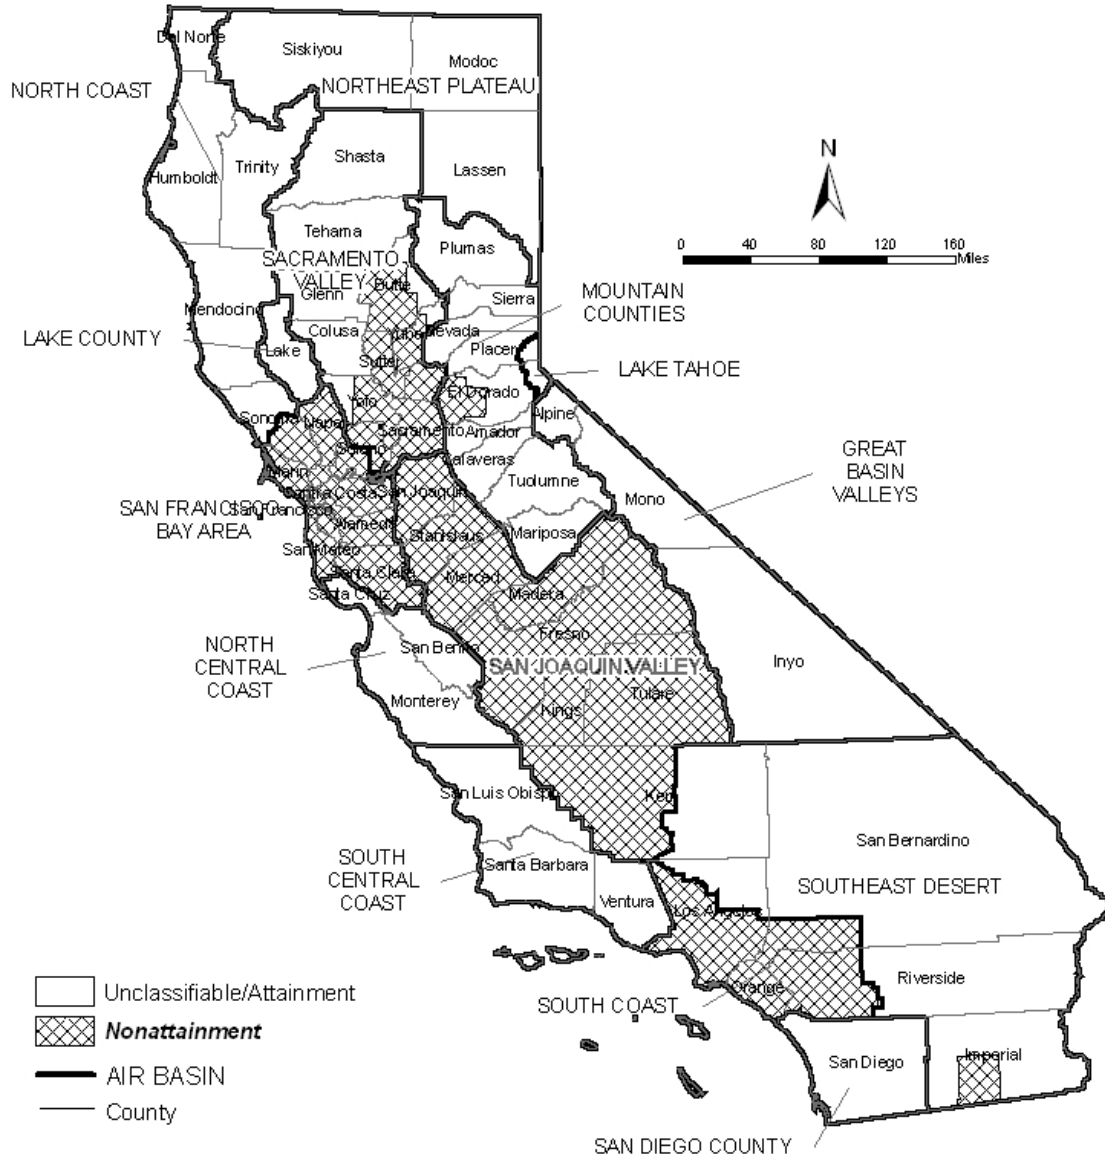 Del Norte
Siskiyou
Modoc
NORTH COAST
NORTHEAST PLATEAU
N
Shasta
Trinity
Lassen
Humboldt
Tehama
Plumas
0 40 80 120 160
Miles
SACRAMENTO
VALLEY
Butte
Glenn
Sierra
MOUNTAIN
COUNTIES
Mendocino
Colusa
Yuba
Nevada
LAKE COUNTY
Lake
Sutter
Placer
LAKE TAHOE
Yolo
El Dorado
Sonoma
Napa
Alpine
Sacramento
Amador
Solano
Calaveras
GREAT
BASIN
VALLEYS
Marin
Tuolumne
Contra Costa
San Joaquin
Mono
SAN FRANCISCO
BAY AREA
San Francisco
Alameda
Stanislaus
Mariposa
San Mateo
Santa Clara
Merced
Santa Cruz
Madera
Fresno
NORTH
CENTRAL
COAST
San Benito
SAN JOAQUIN VALLEY
Inyo
Monterey
Kings
Tulare
San Luis Obispo
Kern
San Bernardino
SOUTH
CENTRAL
COAST
Santa Barbara
SOUTHEAST DESERT
Ventura
Los Angeles
Riverside
Orange
SOUTH COAST
Unclassifiable/Attainment
Nonattainment
AIR BASIN
County
San Diego
Imperial
SAN DIEGO COUNTY